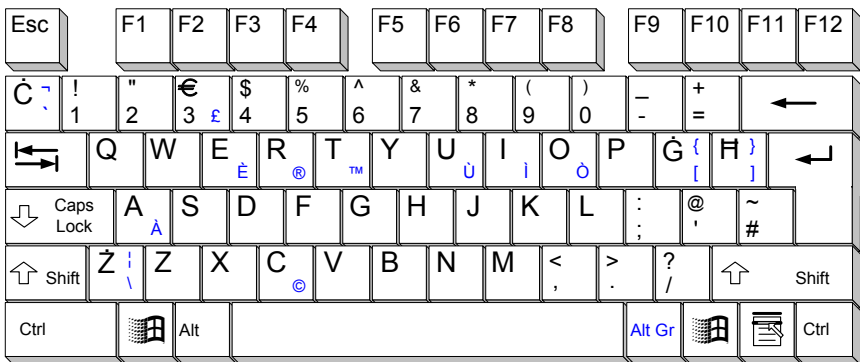 Esc F1 F2 F3 F4 F5 F6 F7 F8 F9 F10 F11 F12
Ċ ¬ ` ! 1 " 2 € 3 £ $ 4 % 5 ^ 6 & 7 * 8 ( 9 ) 0 _ - + =
Q W E È R ® T ™ Y U Ù I Ì O Ò P Ġ { [ Ħ } ]
Caps Lock A À S D F G H J K L : ; @ ' ~ #
Shift Ż ¦ \ Z X C © V B N M < , > . ? / Shift
Ctrl Alt Alt Gr Ctrl